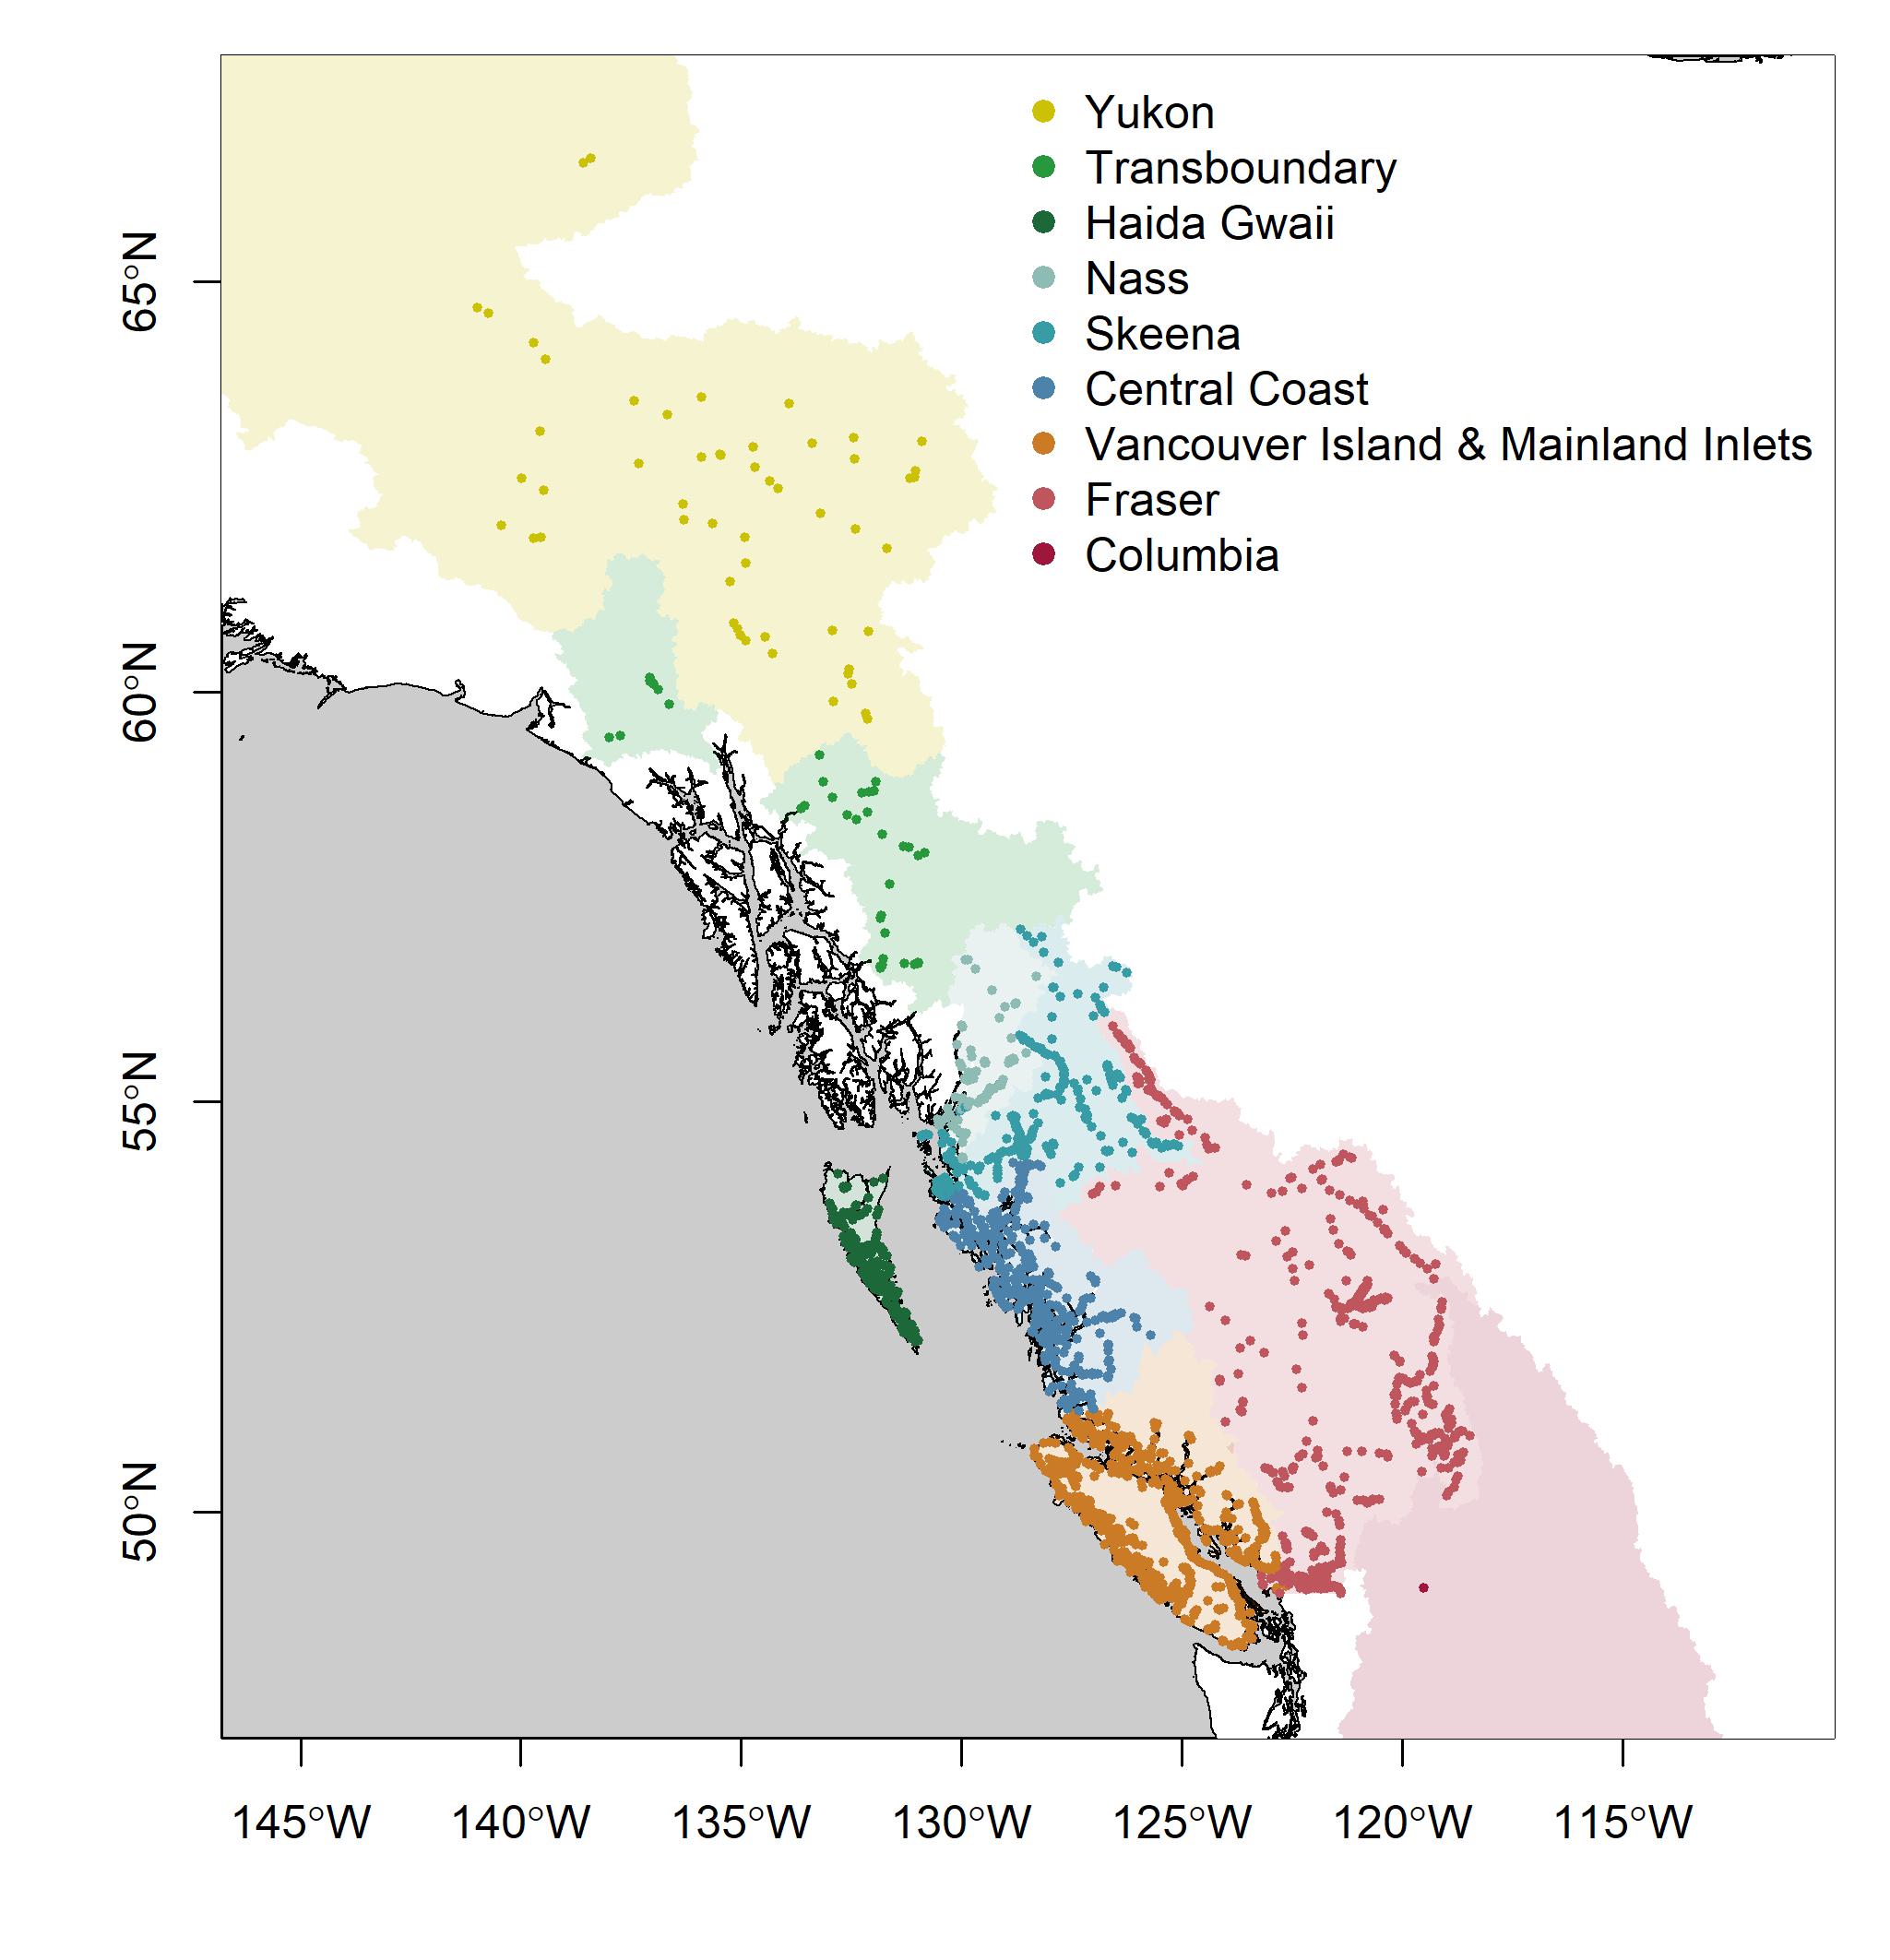 Yukon
Transboundary
Haida Gwaii
Nass
Skeena
Central Coast
Vancouver Island & Mainland Inlets
Fraser
Columbia
65°N
60°N
55°N
50°N
145°W 140°W 135°W 130°W 125°W 120°W 115°W